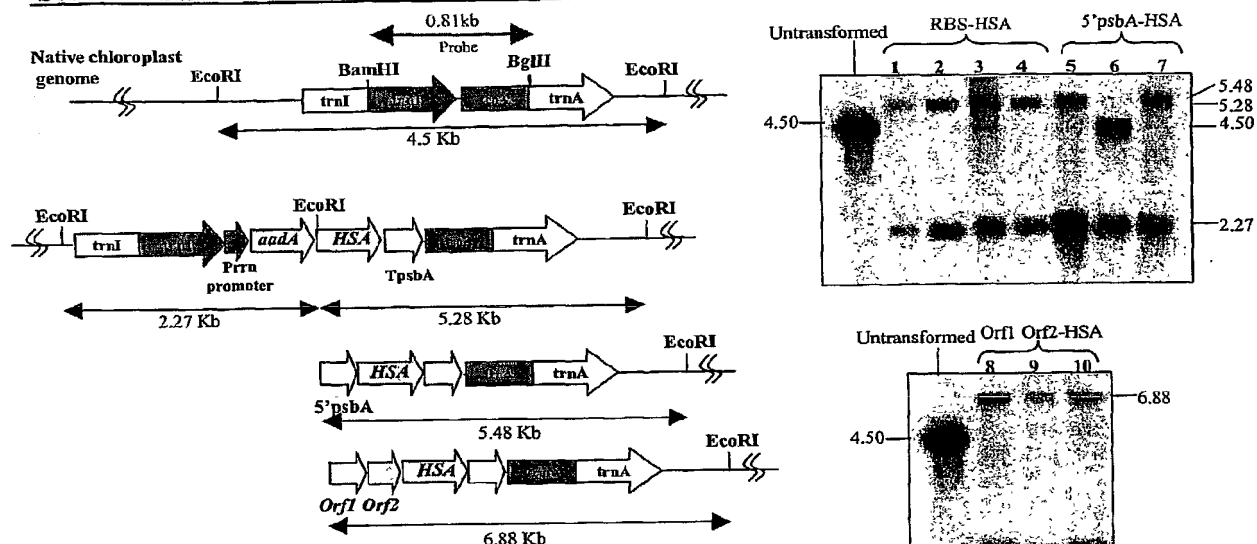 0.81kb
Probe
Native chloroplast
genome
EcoRI
BamHI
BglII
EcoRI
trnI
trnA
4.5 Kb
EcoRI
EcoRI
EcoRI
trnI
aadA
HSA
trnA
Prrn
promoter
TpsbA
2.27 Kb
5.28 Kb
EcoRI
HSA
trnA
5'psbA
5.48 Kb
EcoRI
HSA
trnA
Orf1 Orf2
6.88 Kb
Untransformed
RBS-HSA
5'psbA-HSA
1 2 3 4 5 6 7
4.50
5.48
5.28
4.50
2.27
Untransformed
Orf1 Orf2-HSA
8 9 10
4.50
6.88